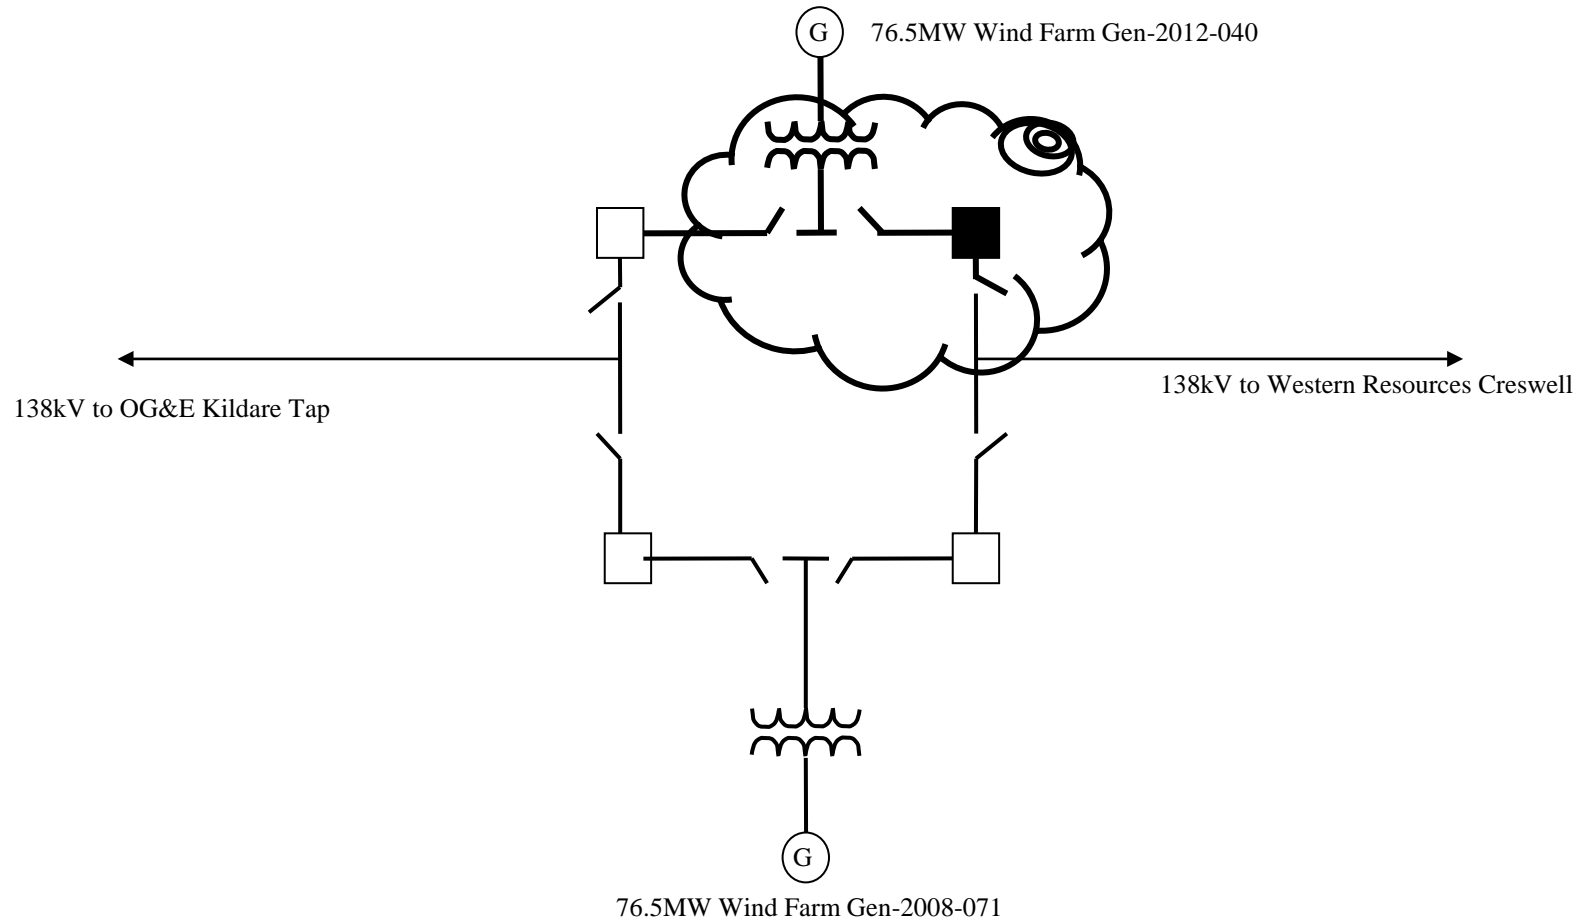 G
76.5MW Wind Farm Gen-2012-040
138kV to OG&E Kildare Tap
138kV to Western Resources Creswell
G
76.5MW Wind Farm Gen-2008-071